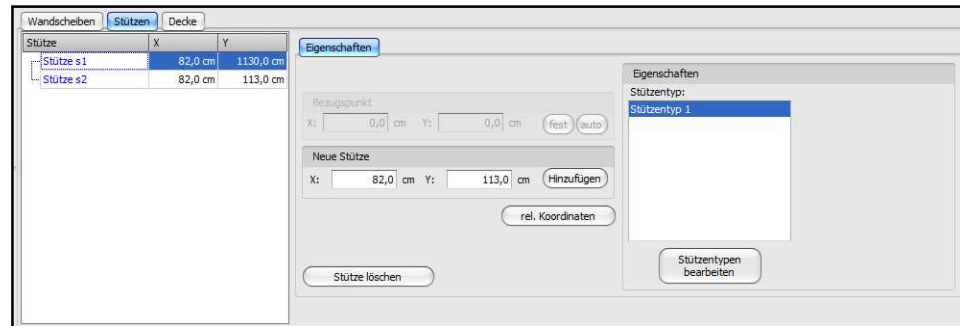 Wandscheiben Stützen Decke
Stütze X Y
Stütze s1 82,0 cm 1130,0 cm
Stütze s2 82,0 cm 113,0 cm
Eigenschaften
Bezugspunkt
X: 0,0 cm Y: 0,0 cm fest auto
Neue Stütze
X: 82,0 cm Y: 113,0 cm Hinzufügen
rel. Koordinaten
Stütze löschen
Eigenschaften
Stützentyp:
Stützentyp 1
Stützentypen
bearbeiten